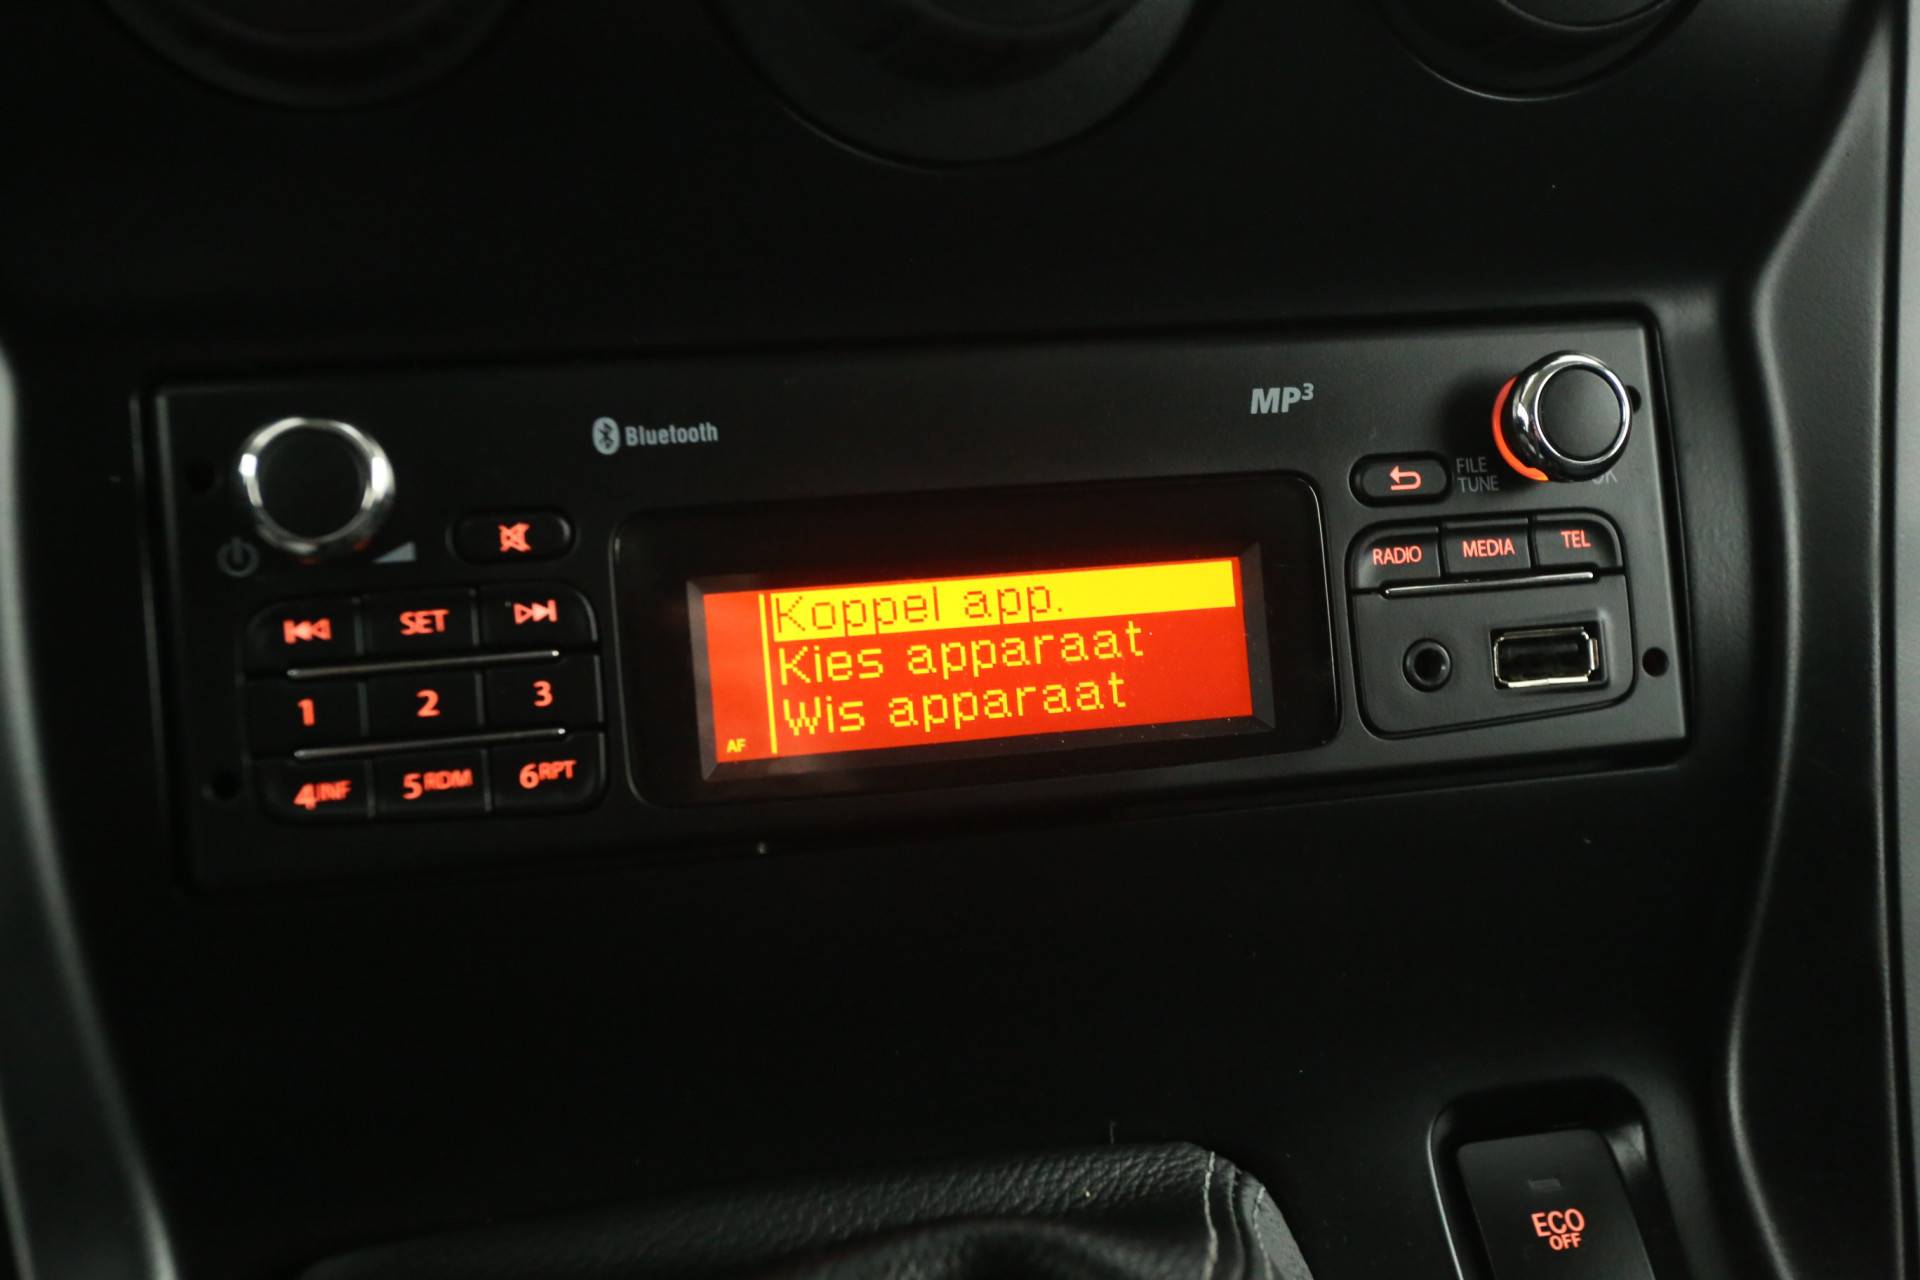 Bluetooth
MP3
FILE
TUNE
OK
RADIO MEDIA TEL
SET
1 2 3
4INF 5RDM 6RPT
Koppel app.
Kies apparaat
Wis apparaat
AF
ECO
OFF